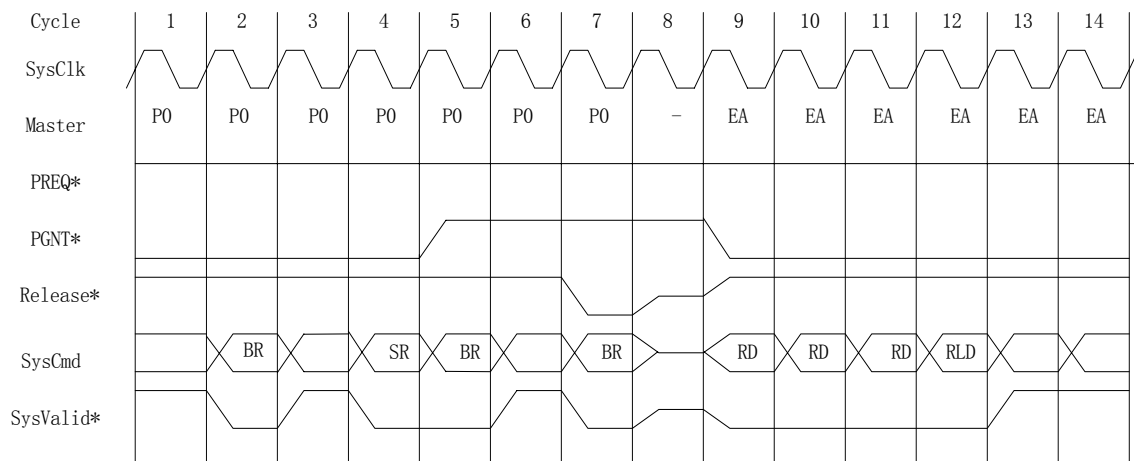 Cycle 1 2 3 4 5 6 7 8 9 10 11 12 13 14
SysClk
Master P0 P0 P0 P0 P0 P0 P0 - EA EA EA EA EA EA
PREQ*
PGNT*
Release*
SysCmd BR SR BR BR RD RD RD RLD
SysValid*